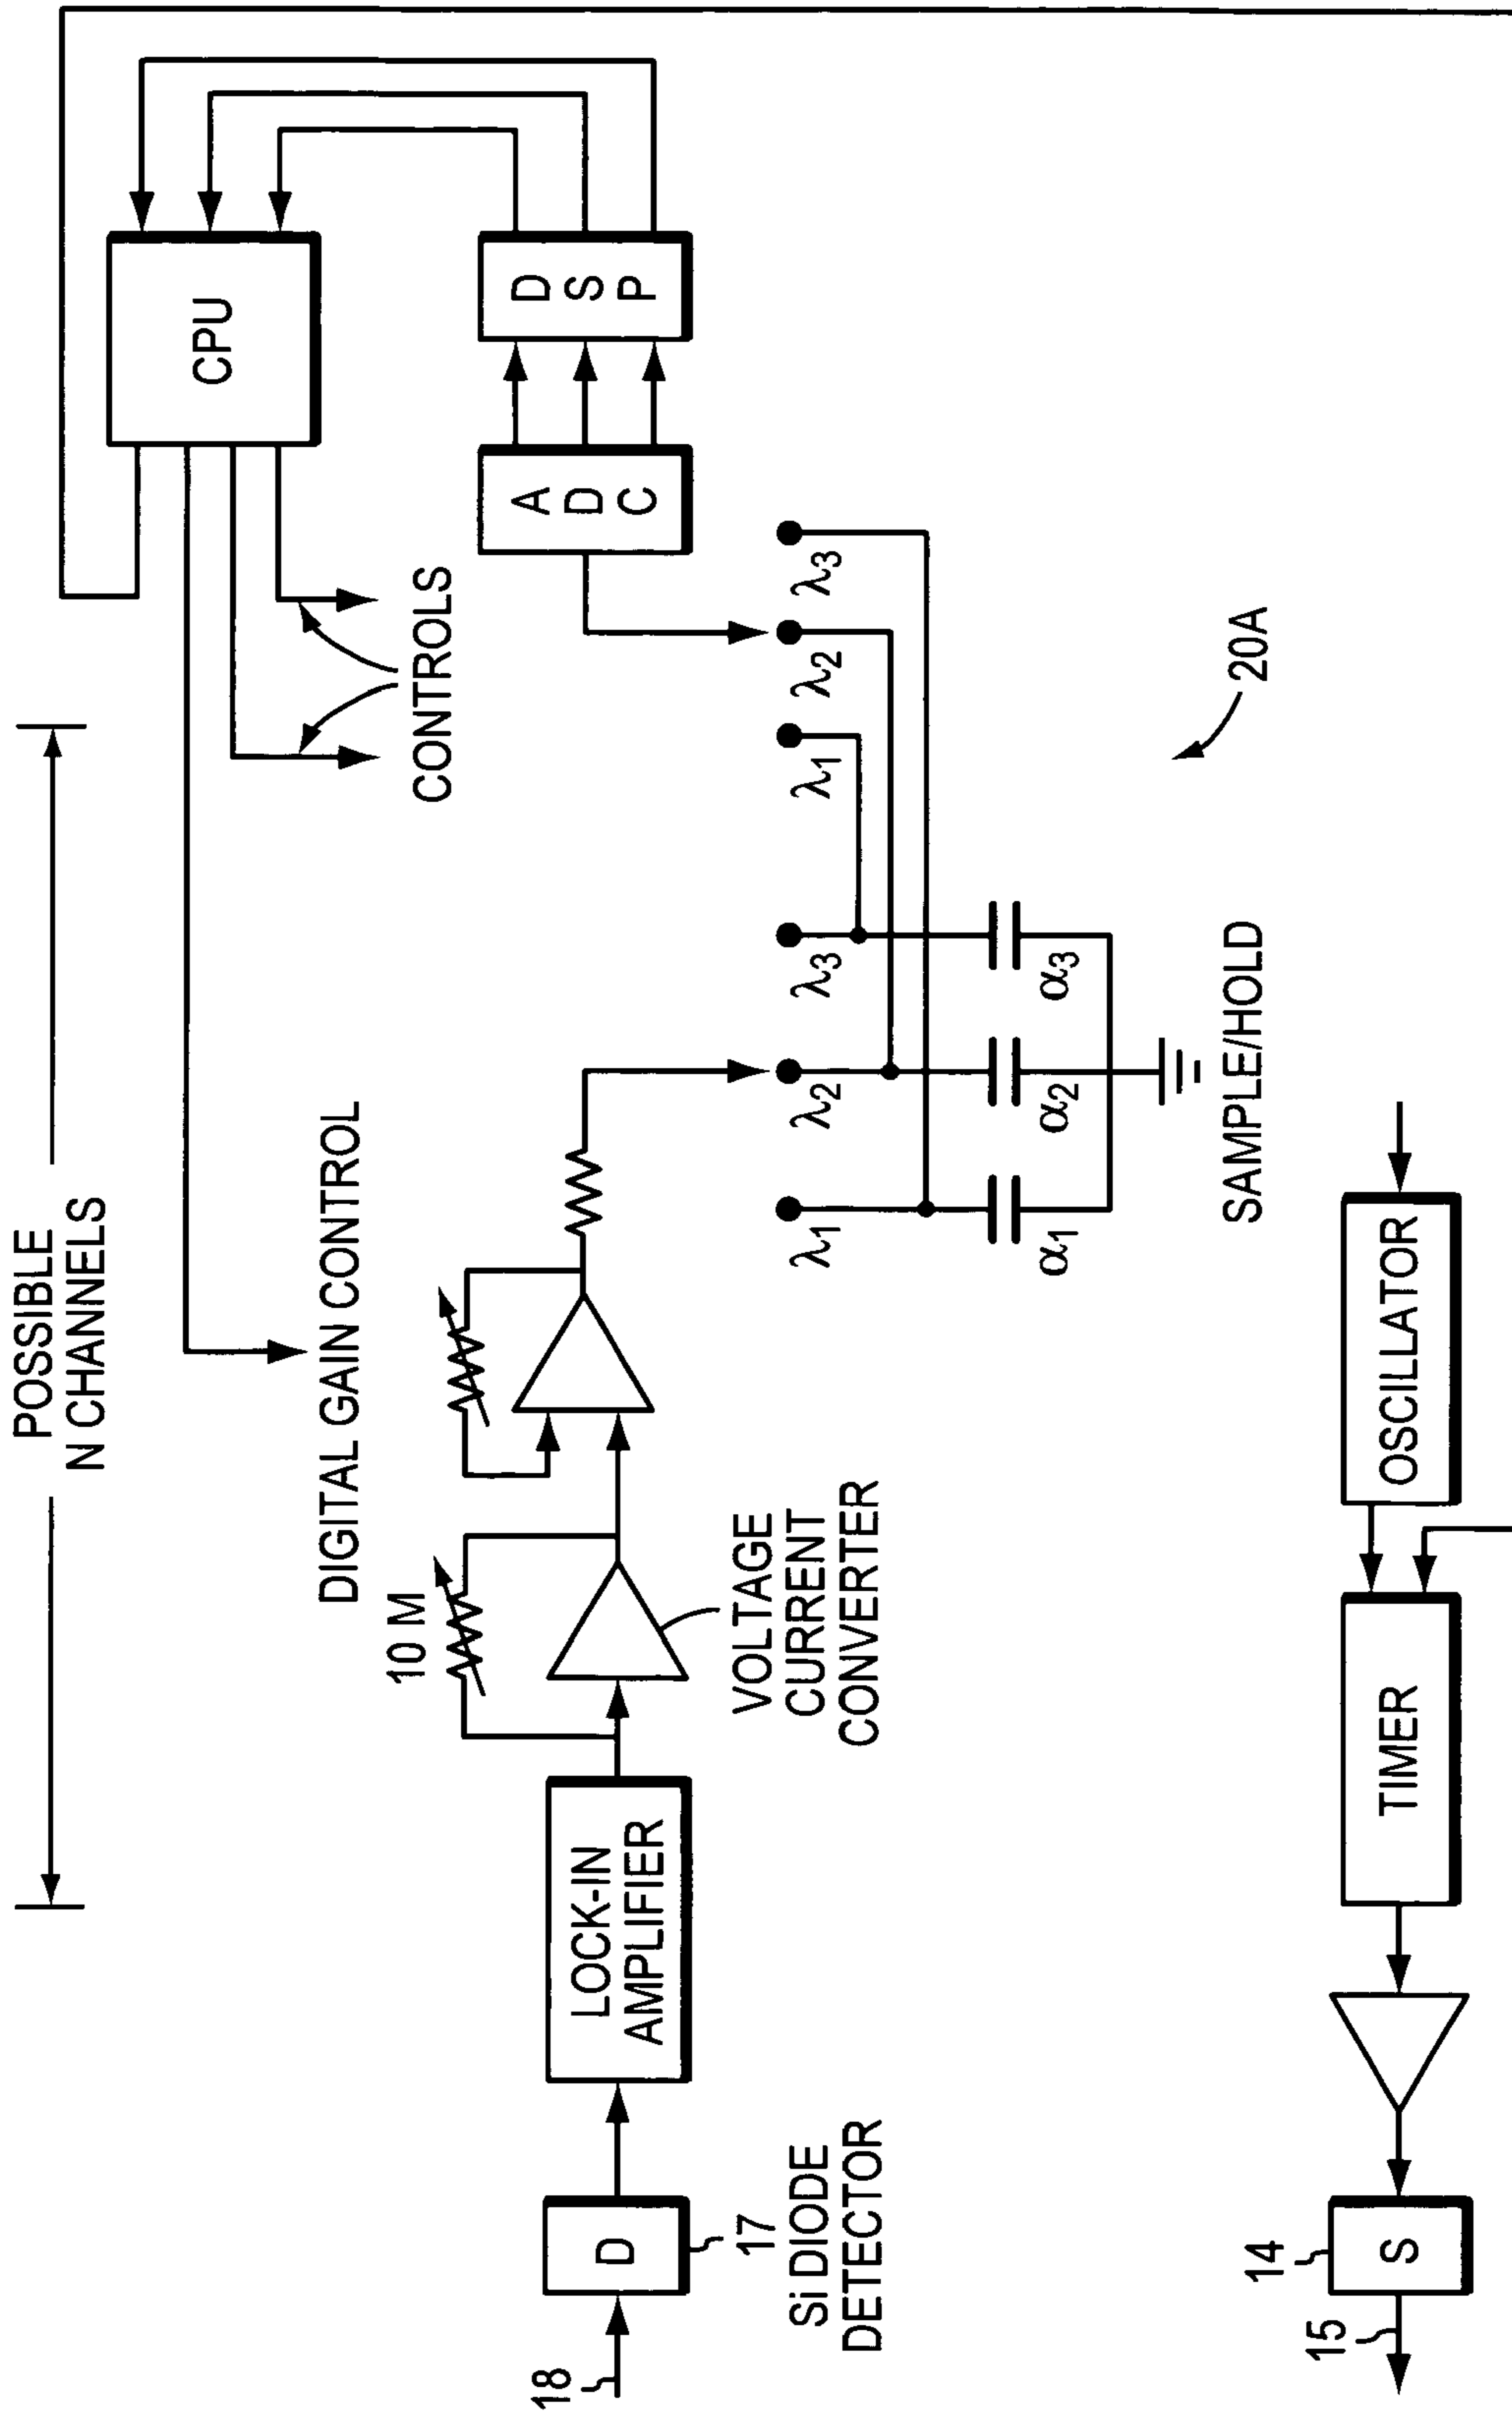 POSSIBLE
N CHANNELS
DIGITAL GAIN CONTROL
CONTROLS
CPU
10 M
LOCK-IN
AMPLIFIER
VOLTAGE
CURRENT
CONVERTER
A
D
C
D
S
P
18
D
17
Si DIODE
DETECTOR
λ1
λ2
λ3
λ1
λ2
λ3
α1
α2
α3
SAMPLE/HOLD
20A
14
15
S
TIMER
OSCILLATOR